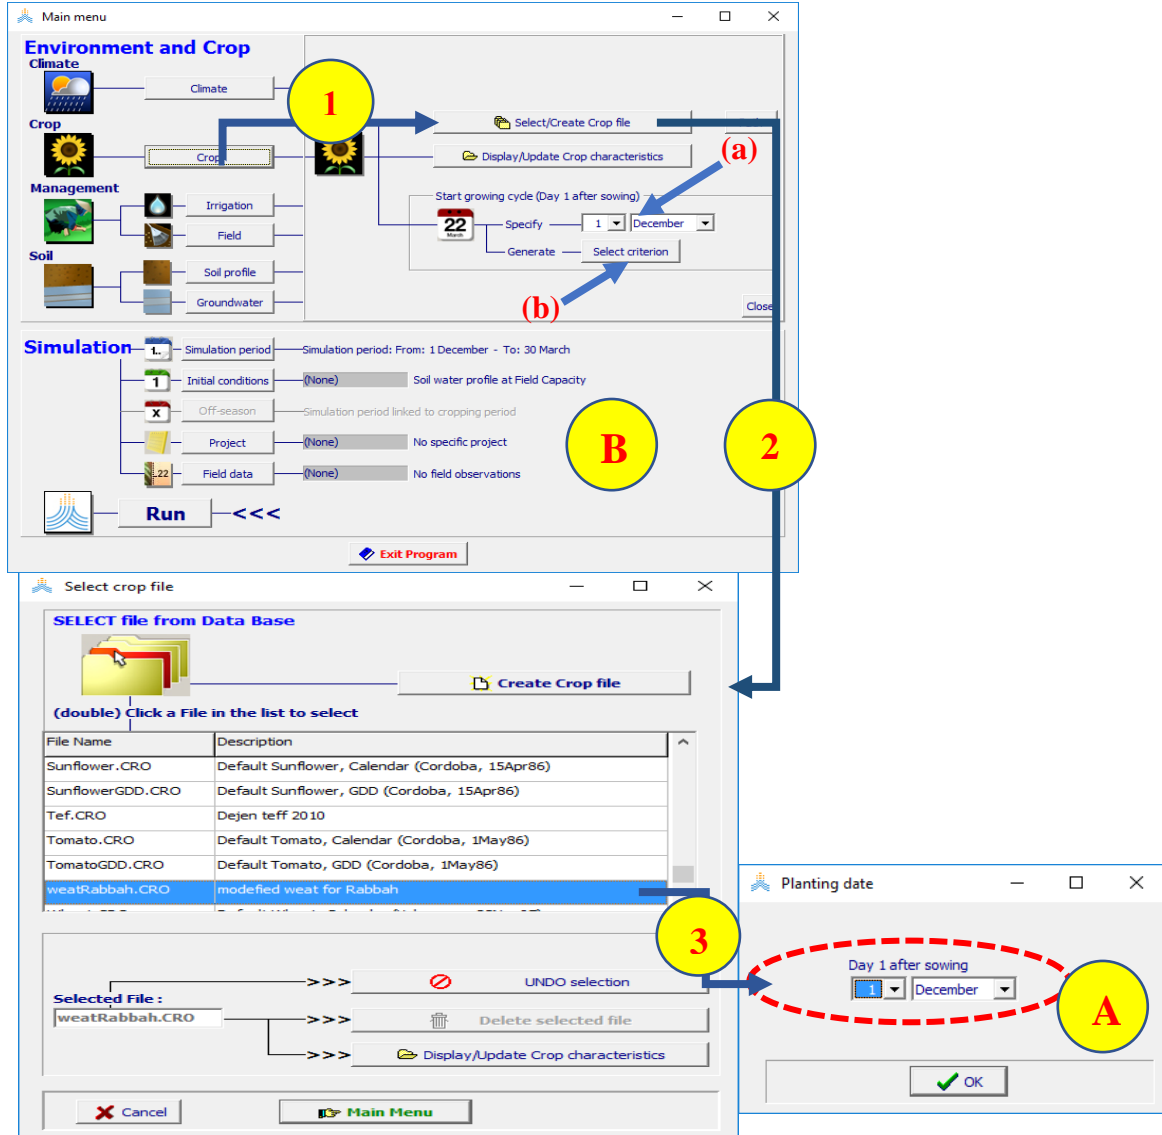 Main menu
Environment and Crop
Climate
Climate
1
Crop
Select/Create Crop file
Crop
Display/Update Crop characteristics
(a)
Management
Start growing cycle (Day 1 after sowing)
Irrigation
22
March
Specify
1
December
Field
Generate
Select criterion
Soil
Soil profile
Groundwater
(b)
Close
Simulation
1..
Simulation period
Simulation period: From: 1 December - To: 30 March
1
Initial conditions
(None)
Soil water profile at Field Capacity
X
Off-season
Simulation period linked to cropping period
Project
(None)
No specific project
B
2
..22
Field data
(None)
No field observations
Run
<<<
Exit Program
Select crop file
SELECT file from Data Base
Create Crop file
(double) Click a File in the list to select
File Name
Description
Sunflower.CRO
Default Sunflower, Calendar (Cordoba, 15Apr86)
SunflowerGDD.CRO
Default Sunflower, GDD (Cordoba, 15Apr86)
Tef.CRO
Dejen teff 2010
Tomato.CRO
Default Tomato, Calendar (Cordoba, 1May86)
TomatoGDD.CRO
Default Tomato, GDD (Cordoba, 1May86)
weatRabbah.CRO
modefied weat for Rabbah
3
>>>
UNDO selection
Selected File :
weatRabbah.CRO
>>>
Delete selected file
>>>
Display/Update Crop characteristics
Cancel
Main Menu
Planting date
Day 1 after sowing
1
December
A
OK